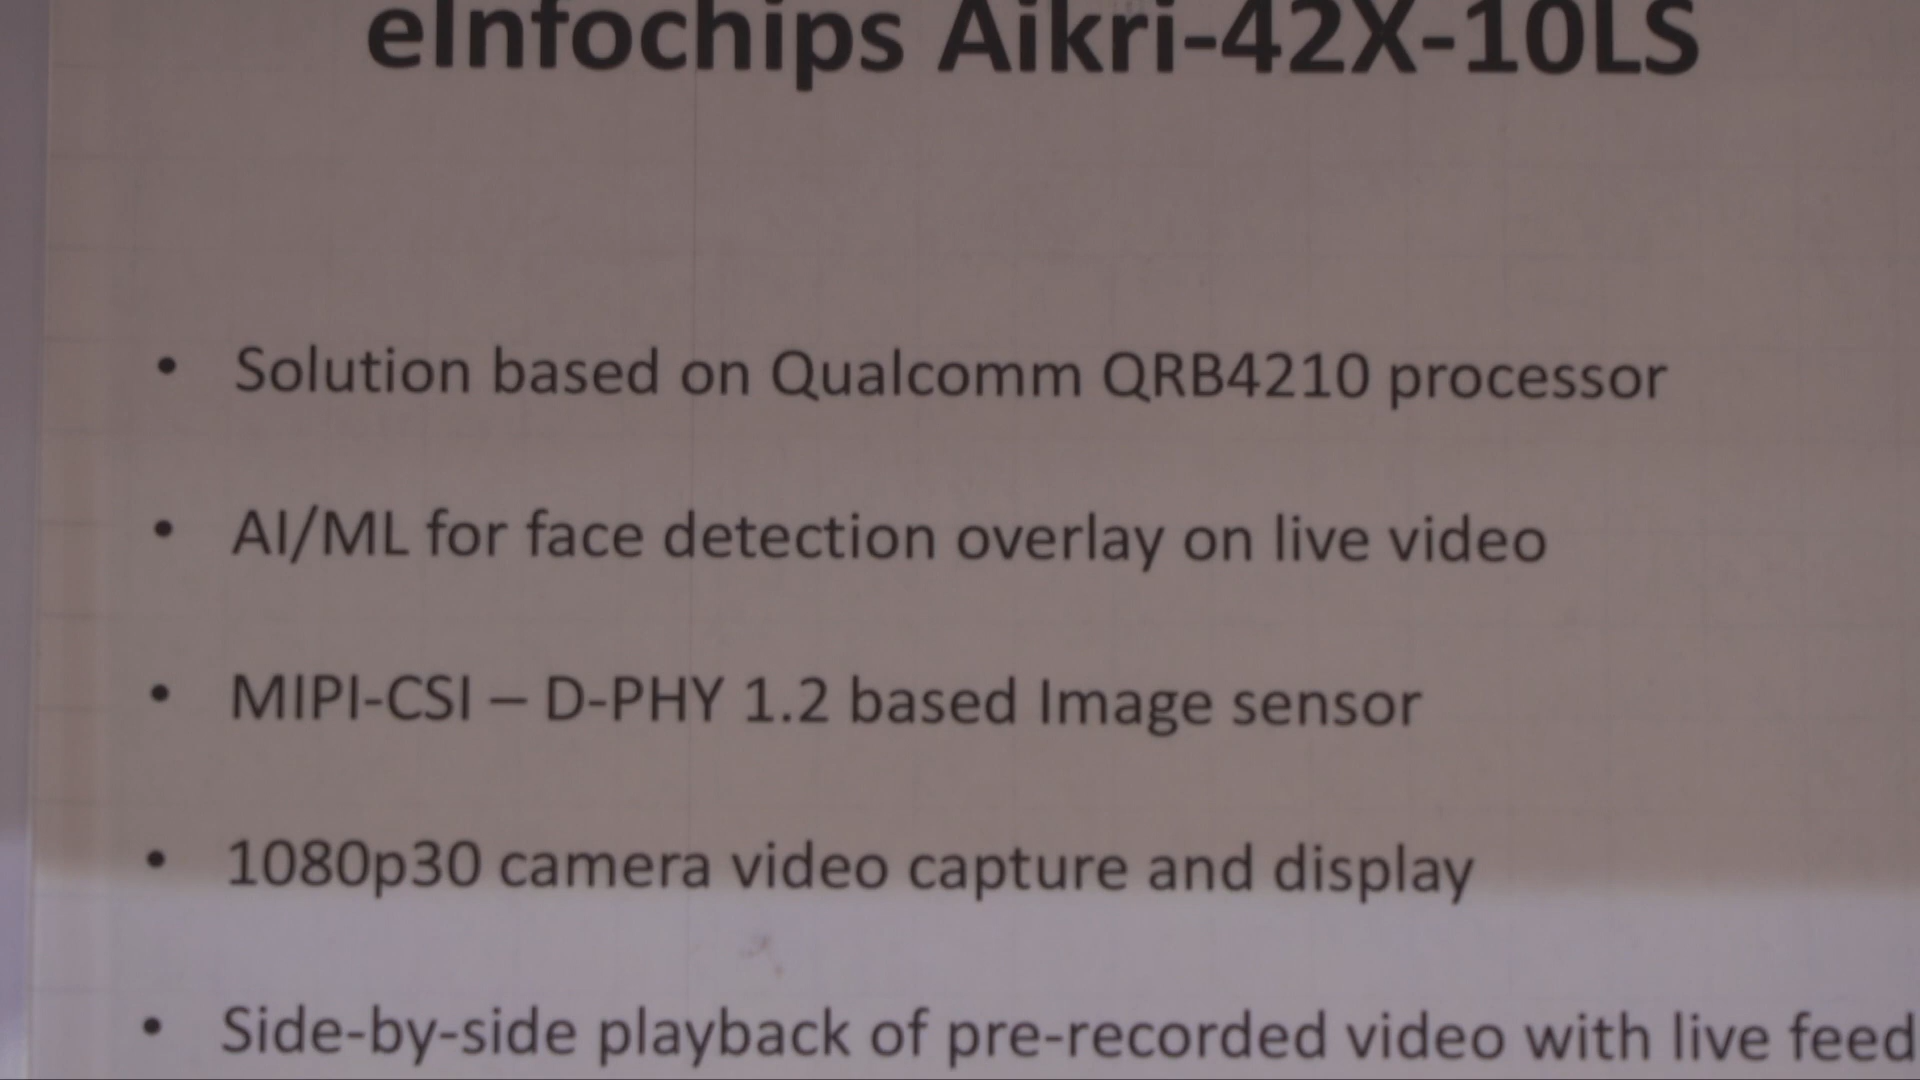 eInfochips Aikri-42X-10LS
• Solution based on Qualcomm QRB4210 processor
• AI/ML for face detection overlay on live video
• MIPI-CSI – D-PHY 1.2 based Image sensor
• 1080p30 camera video capture and display
• Side-by-side playback of pre-recorded video with live feed